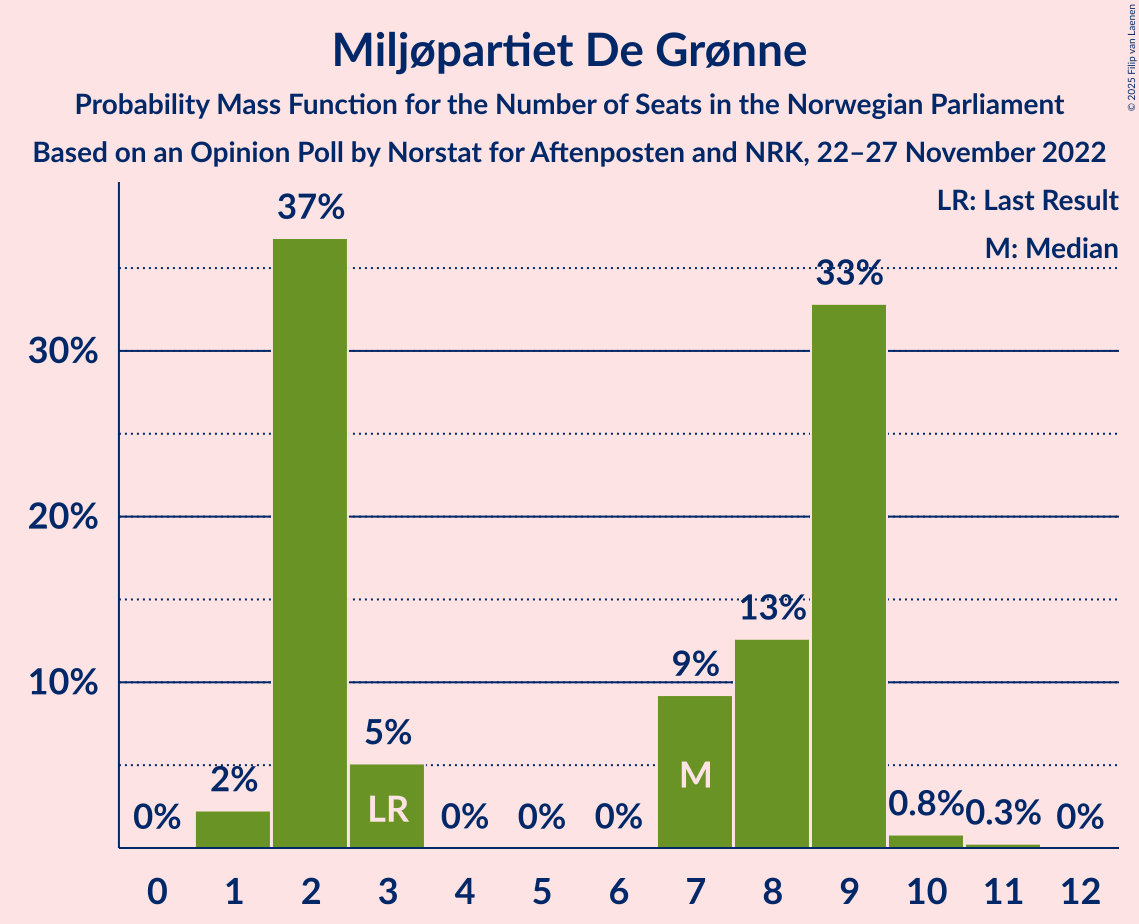 Miljøpartiet De Grønne
Probability Mass Function for the Number of Seats in the Norwegian Parliament
Based on an Opinion Poll by Norstat for Aftenposten and NRK, 22–27 November 2022
© 2025 Filip van Laenen
LR: Last Result
M: Median
37%
33%
30%
20%
13%
10%
9%
5%
2%
0%
LR
0%
0%
0%
M
0.8%
0.3%
0%
0 1 2 3 4 5 6 7 8 9 10 11 12